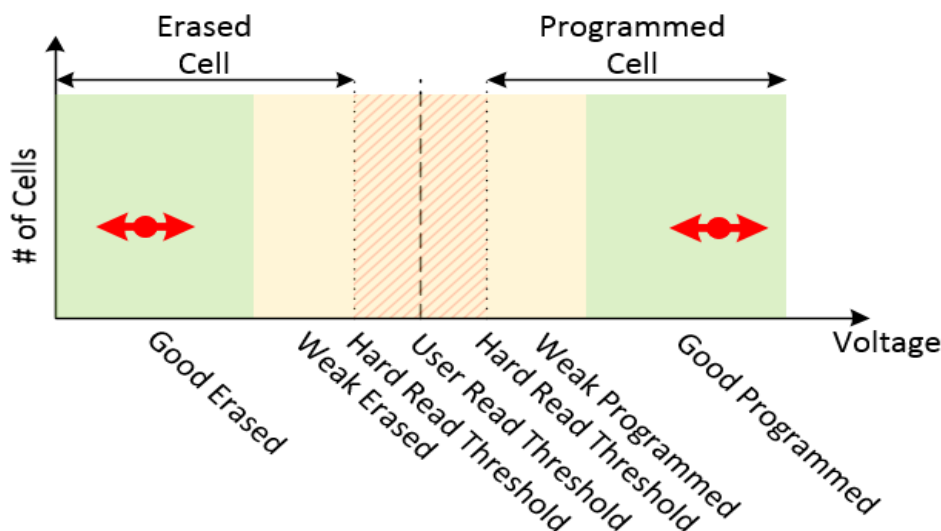 Erased
Cell
Programmed
Cell
# of Cells
Voltage
Good Erased
Weak Erased
Hard Read Threshold
User Read Threshold
Hard Read Threshold
Weak Programmed
Good Programmed